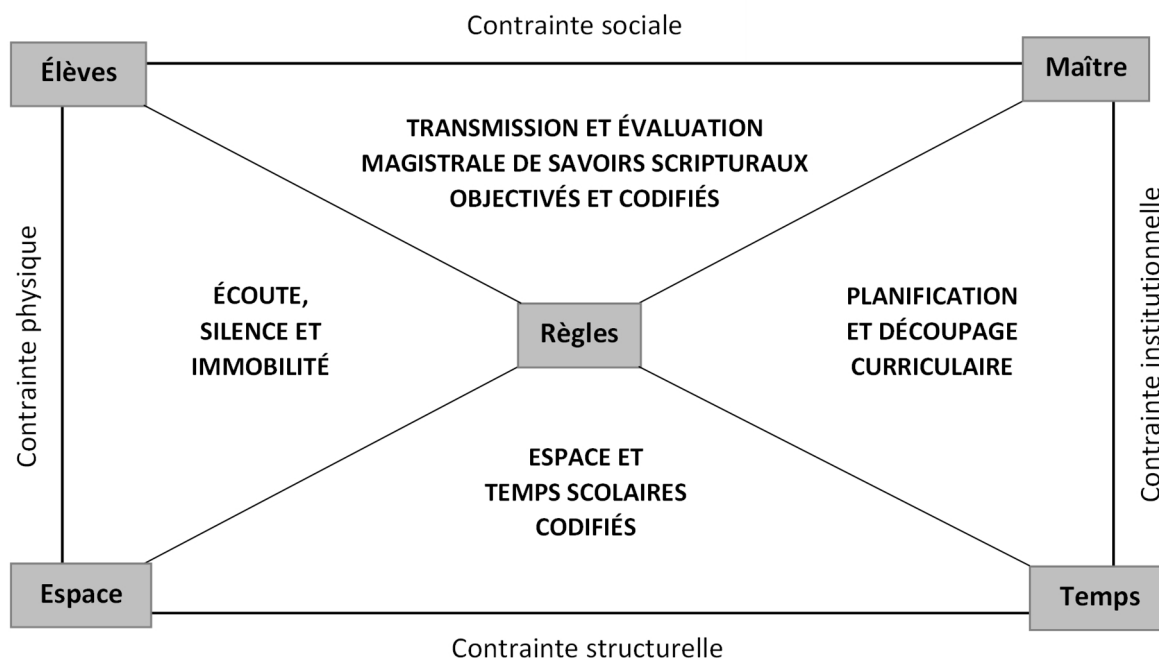 Contrainte sociale
Élèves
Maître
TRANSMISSION ET ÉVALUATION
MAGISTRALE DE SAVOIRS SCRIPTURAUX
OBJECTIVÉS ET CODIFIÉS
Contrainte physique
ÉCOUTE,
SILENCE ET
IMMOBILITÉ
Règles
PLANIFICATION
ET DÉCOUPAGE
CURRICULAIRE
Contrainte institutionnelle
ESPACE ET
TEMPS SCOLAIRES
CODIFIÉS
Espace
Temps
Contrainte structurelle